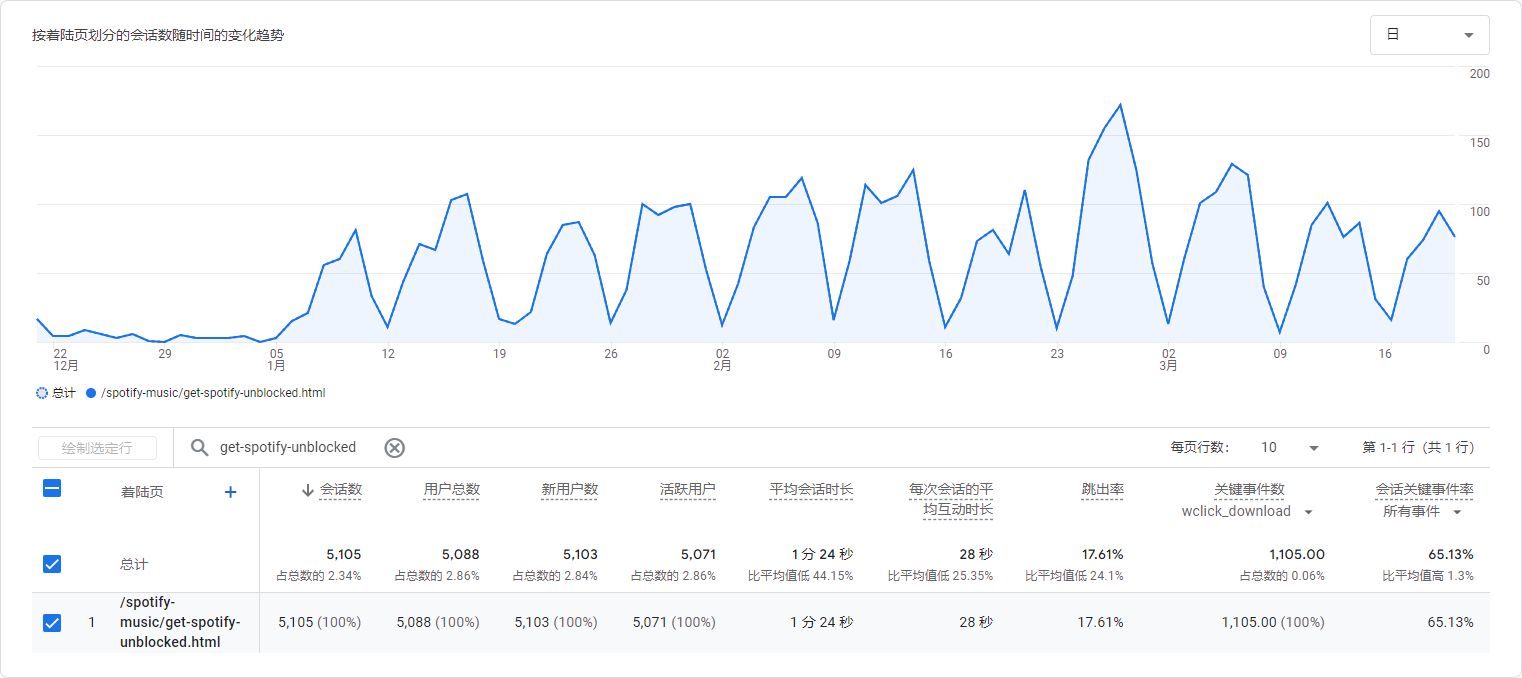 按着陆页划分的会话数随时间的变化趋势
日
200
150
100
50
0
22 29 05 12 19 26 02 09 16 23 02 09 16
12月 1月 2月 3月
总计 /spotify-music/get-spotify-unblocked.html
绘制选定行 get-spotify-unblocked 每页行数： 10 第 1-1 行（共 1 行）
着陆页 + 会话数 用户总数 新用户数 活跃用户 平均会话时长 每次会话的平 跳出率 关键事件数 会话关键事件率
均互动时长 wclick_download 所有事件
总计 5,105 5,088 5,103 5,071 1 分 24 秒 28 秒 17.61% 1,105.00 65.13%
占总数的 2.34% 占总数的 2.86% 占总数的 2.84% 占总数的 2.86% 比平均值低 44.15% 比平均值低 25.35% 比平均值低 24.1% 占总数的 0.06% 比平均值高 1.3%
/spotify-
1 music/get-spotify- 5,105 (100%) 5,088 (100%) 5,103 (100%) 5,071 (100%) 1 分 24 秒 28 秒 17.61% 1,105.00 (100%) 65.13%
unblocked.html